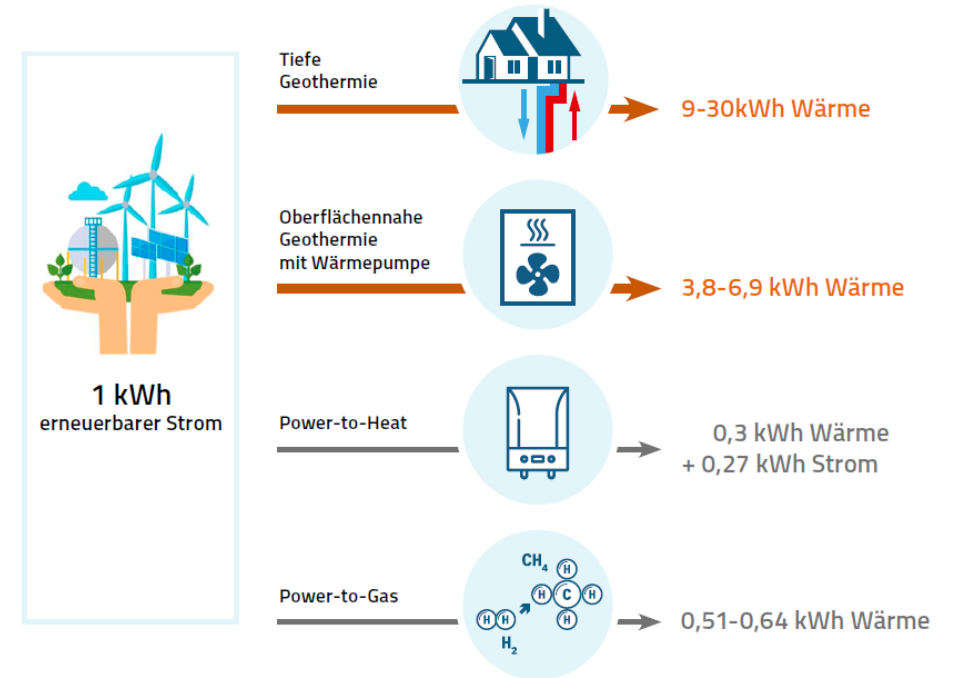 Tiefe
Geothermie
9-30kWh Wärme
Oberflächennahe
Geothermie
mit Wärmepumpe
3,8-6,9 kWh Wärme
1 kWh
erneuerbarer Strom
Power-to-Heat
0,3 kWh Wärme
+ 0,27 kWh Strom
Power-to-Gas
CH₄
H
H
C
H
H
H
H
H₂
0,51-0,64 kWh Wärme